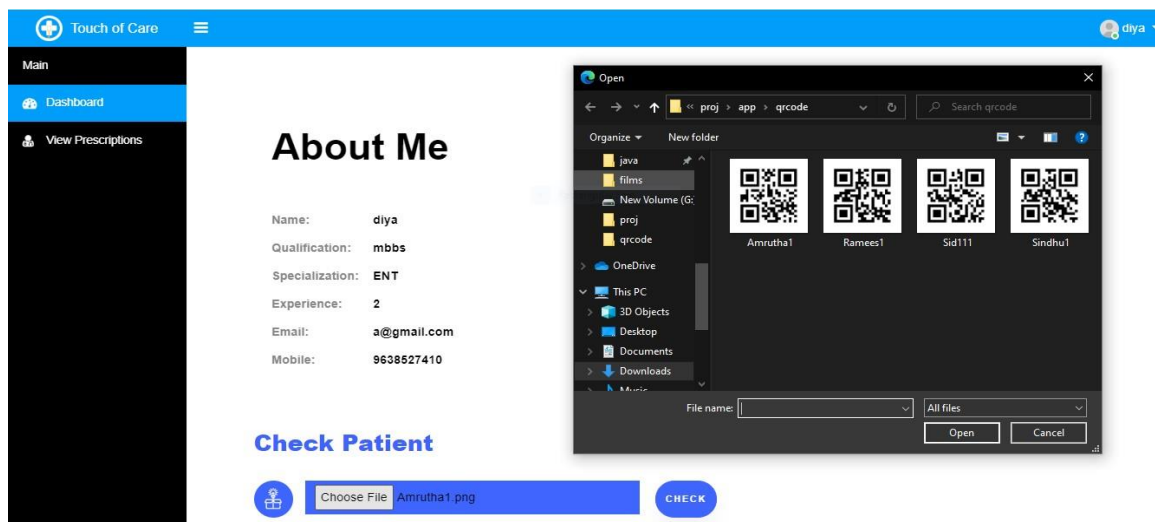 Touch of Care
diya
Main
Dashboard
View Prescriptions
About Me
Name: diya
Qualification: mbbs
Specialization: ENT
Experience: 2
Email: a@gmail.com
Mobile: 9638527410
Check Patient
Choose File Amrutha1.png
CHECK
Open
« proj › app › qrcode
Search qrcode
Organize
New folder
java
films
New Volume (G:
proj
qrcode
OneDrive
This PC
3D Objects
Desktop
Documents
Downloads
Music
Amrutha1
Ramees1
Sid111
Sindhu1
File name:
All files
Open
Cancel